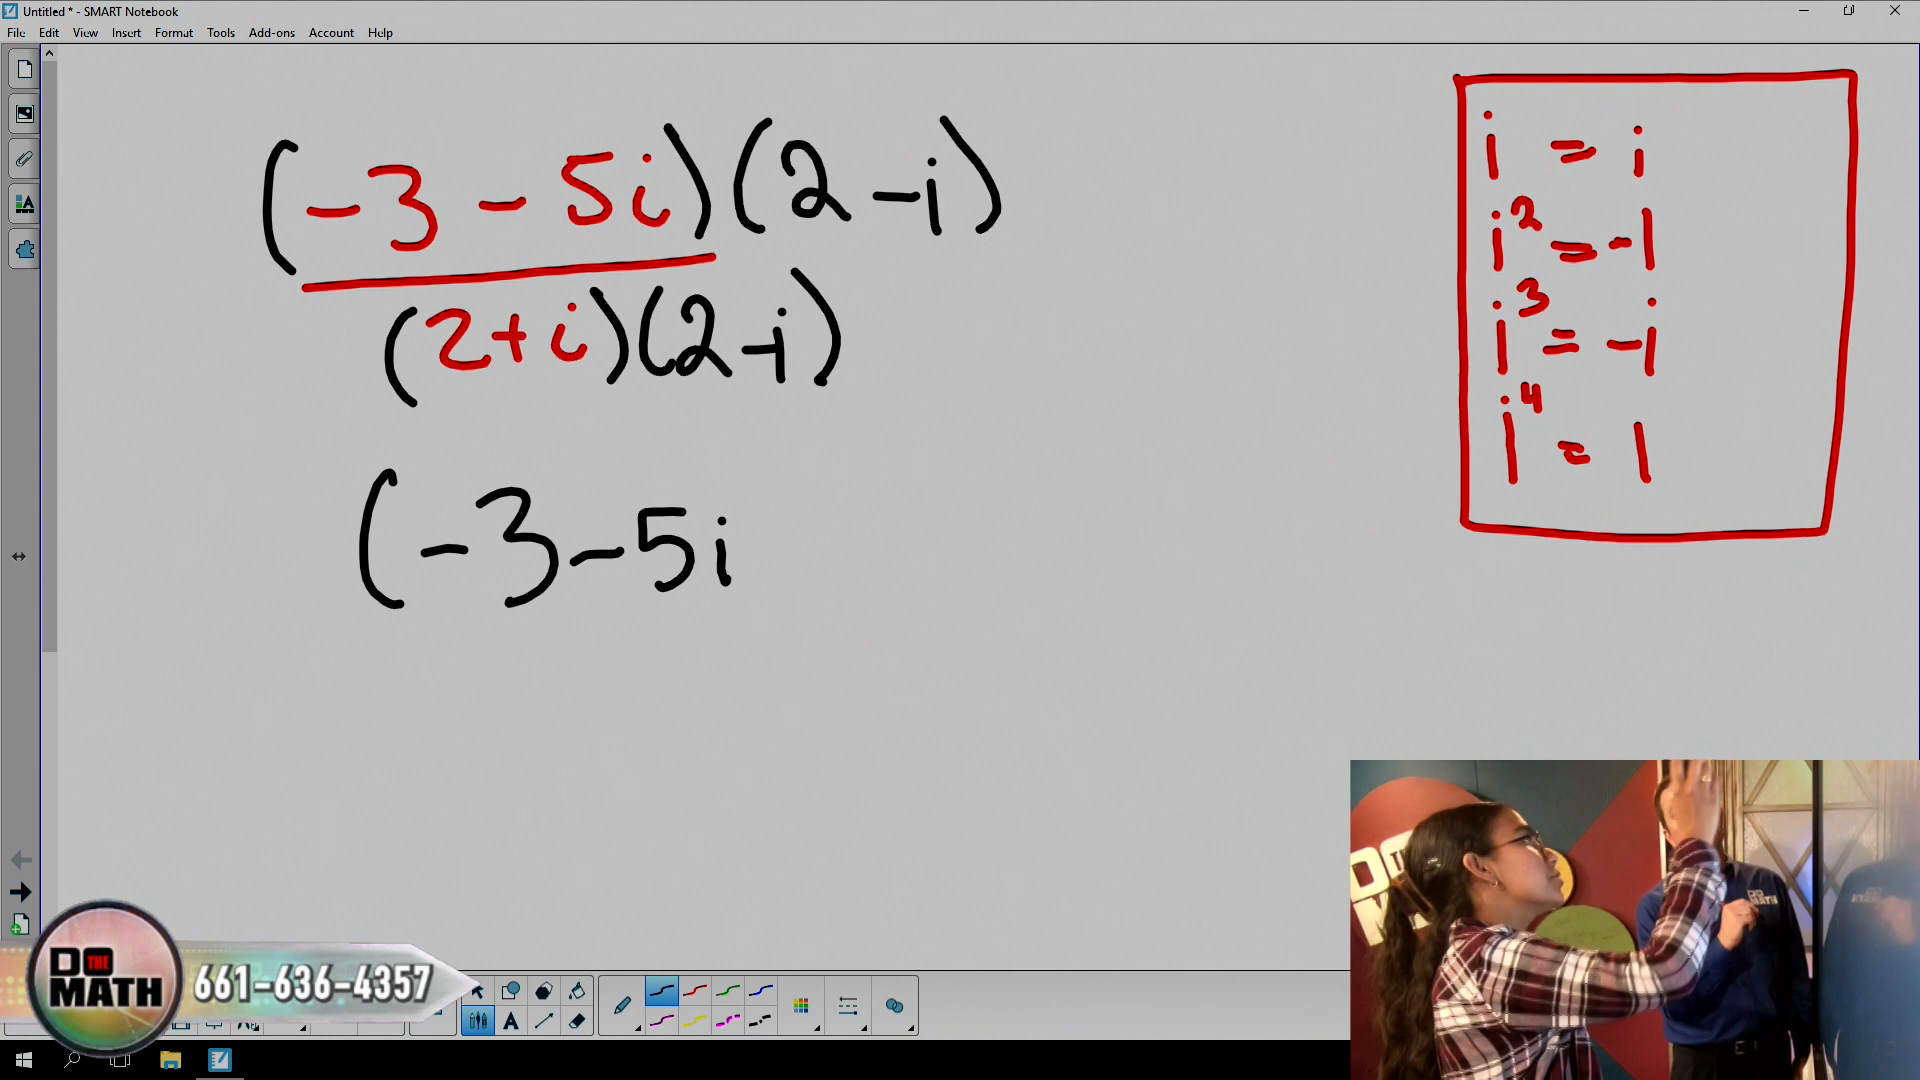 Untitled * - SMART Notebook
File Edit View Insert Format Tools Add-ons Account Help
(-3 - 5i)(2 - i)
(2+i)(2-i)
(-3-5i
i = i
i² = -1
i³ = -i
i⁴ = 1
DO THE MATH
661-636-4357